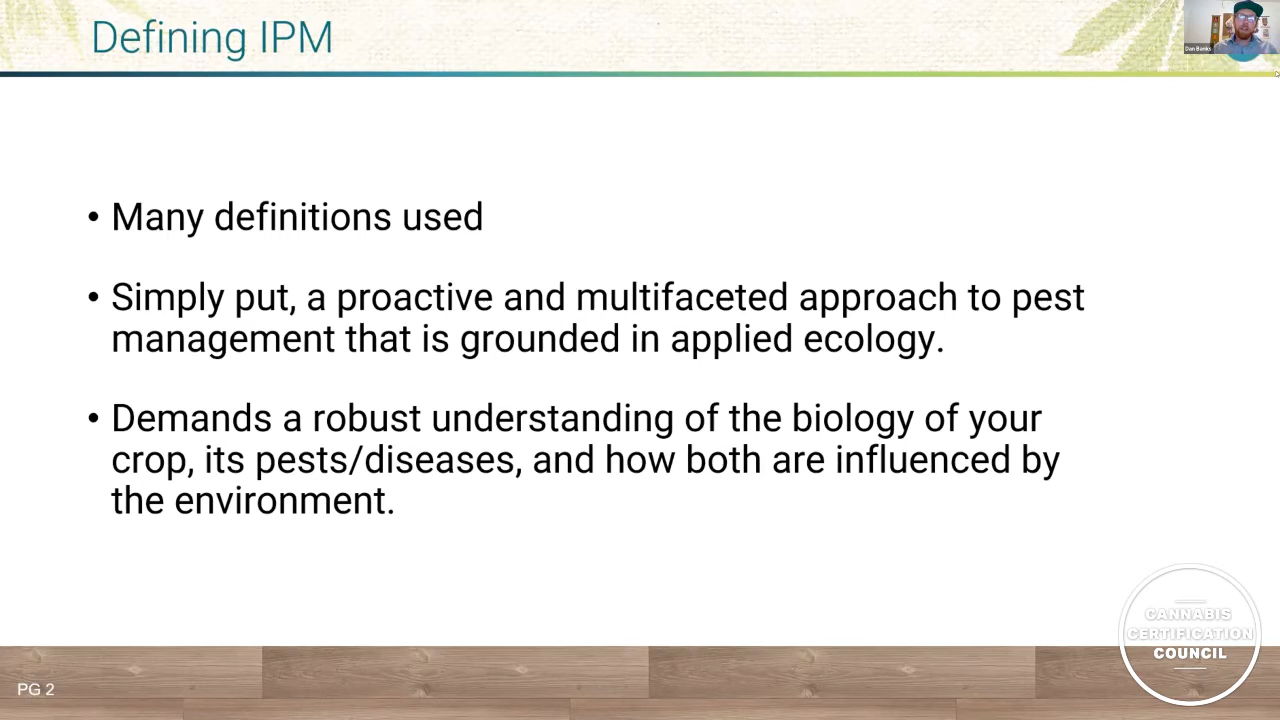 Defining IPM
Dan Banks
• Many definitions used
• Simply put, a proactive and multifaceted approach to pest
management that is grounded in applied ecology.
• Demands a robust understanding of the biology of your
crop, its pests/diseases, and how both are influenced by
the environment.
CANNABIS
CERTIFICATION
COUNCIL
PG 2